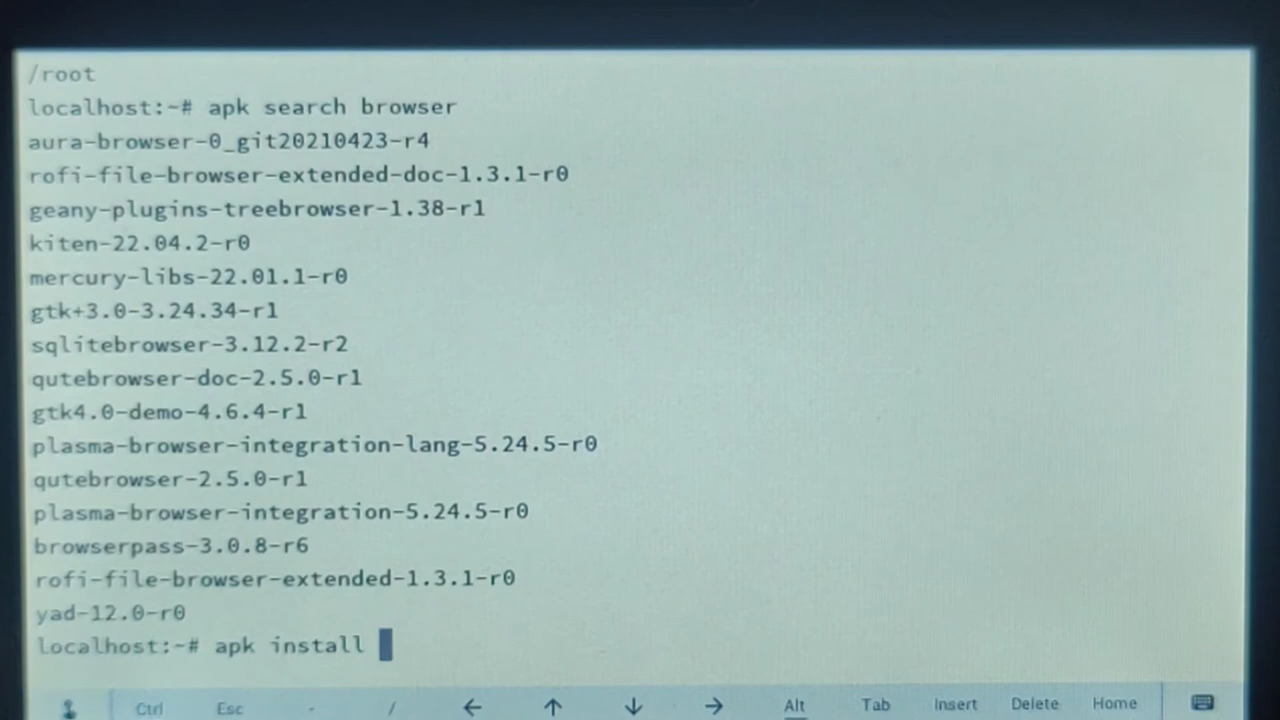 /root
localhost:~# apk search browser
aura-browser-0_git20210423-r4
rofi-file-browser-extended-doc-1.3.1-r0
geany-plugins-treebrowser-1.38-r1
kiten-22.04.2-r0
mercury-libs-22.01.1-r0
gtk+3.0-3.24.34-r1
sqlitebrowser-3.12.2-r2
qutebrowser-doc-2.5.0-r1
gtk4.0-demo-4.6.4-r1
plasma-browser-integration-lang-5.24.5-r0
qutebrowser-2.5.0-r1
plasma-browser-integration-5.24.5-r0
browserpass-3.0.8-r6
rofi-file-browser-extended-1.3.1-r0
yad-12.0-r0
localhost:~# apk install
Ctrl Esc - / ← ↑ ↓ → Alt Tab Insert Delete Home